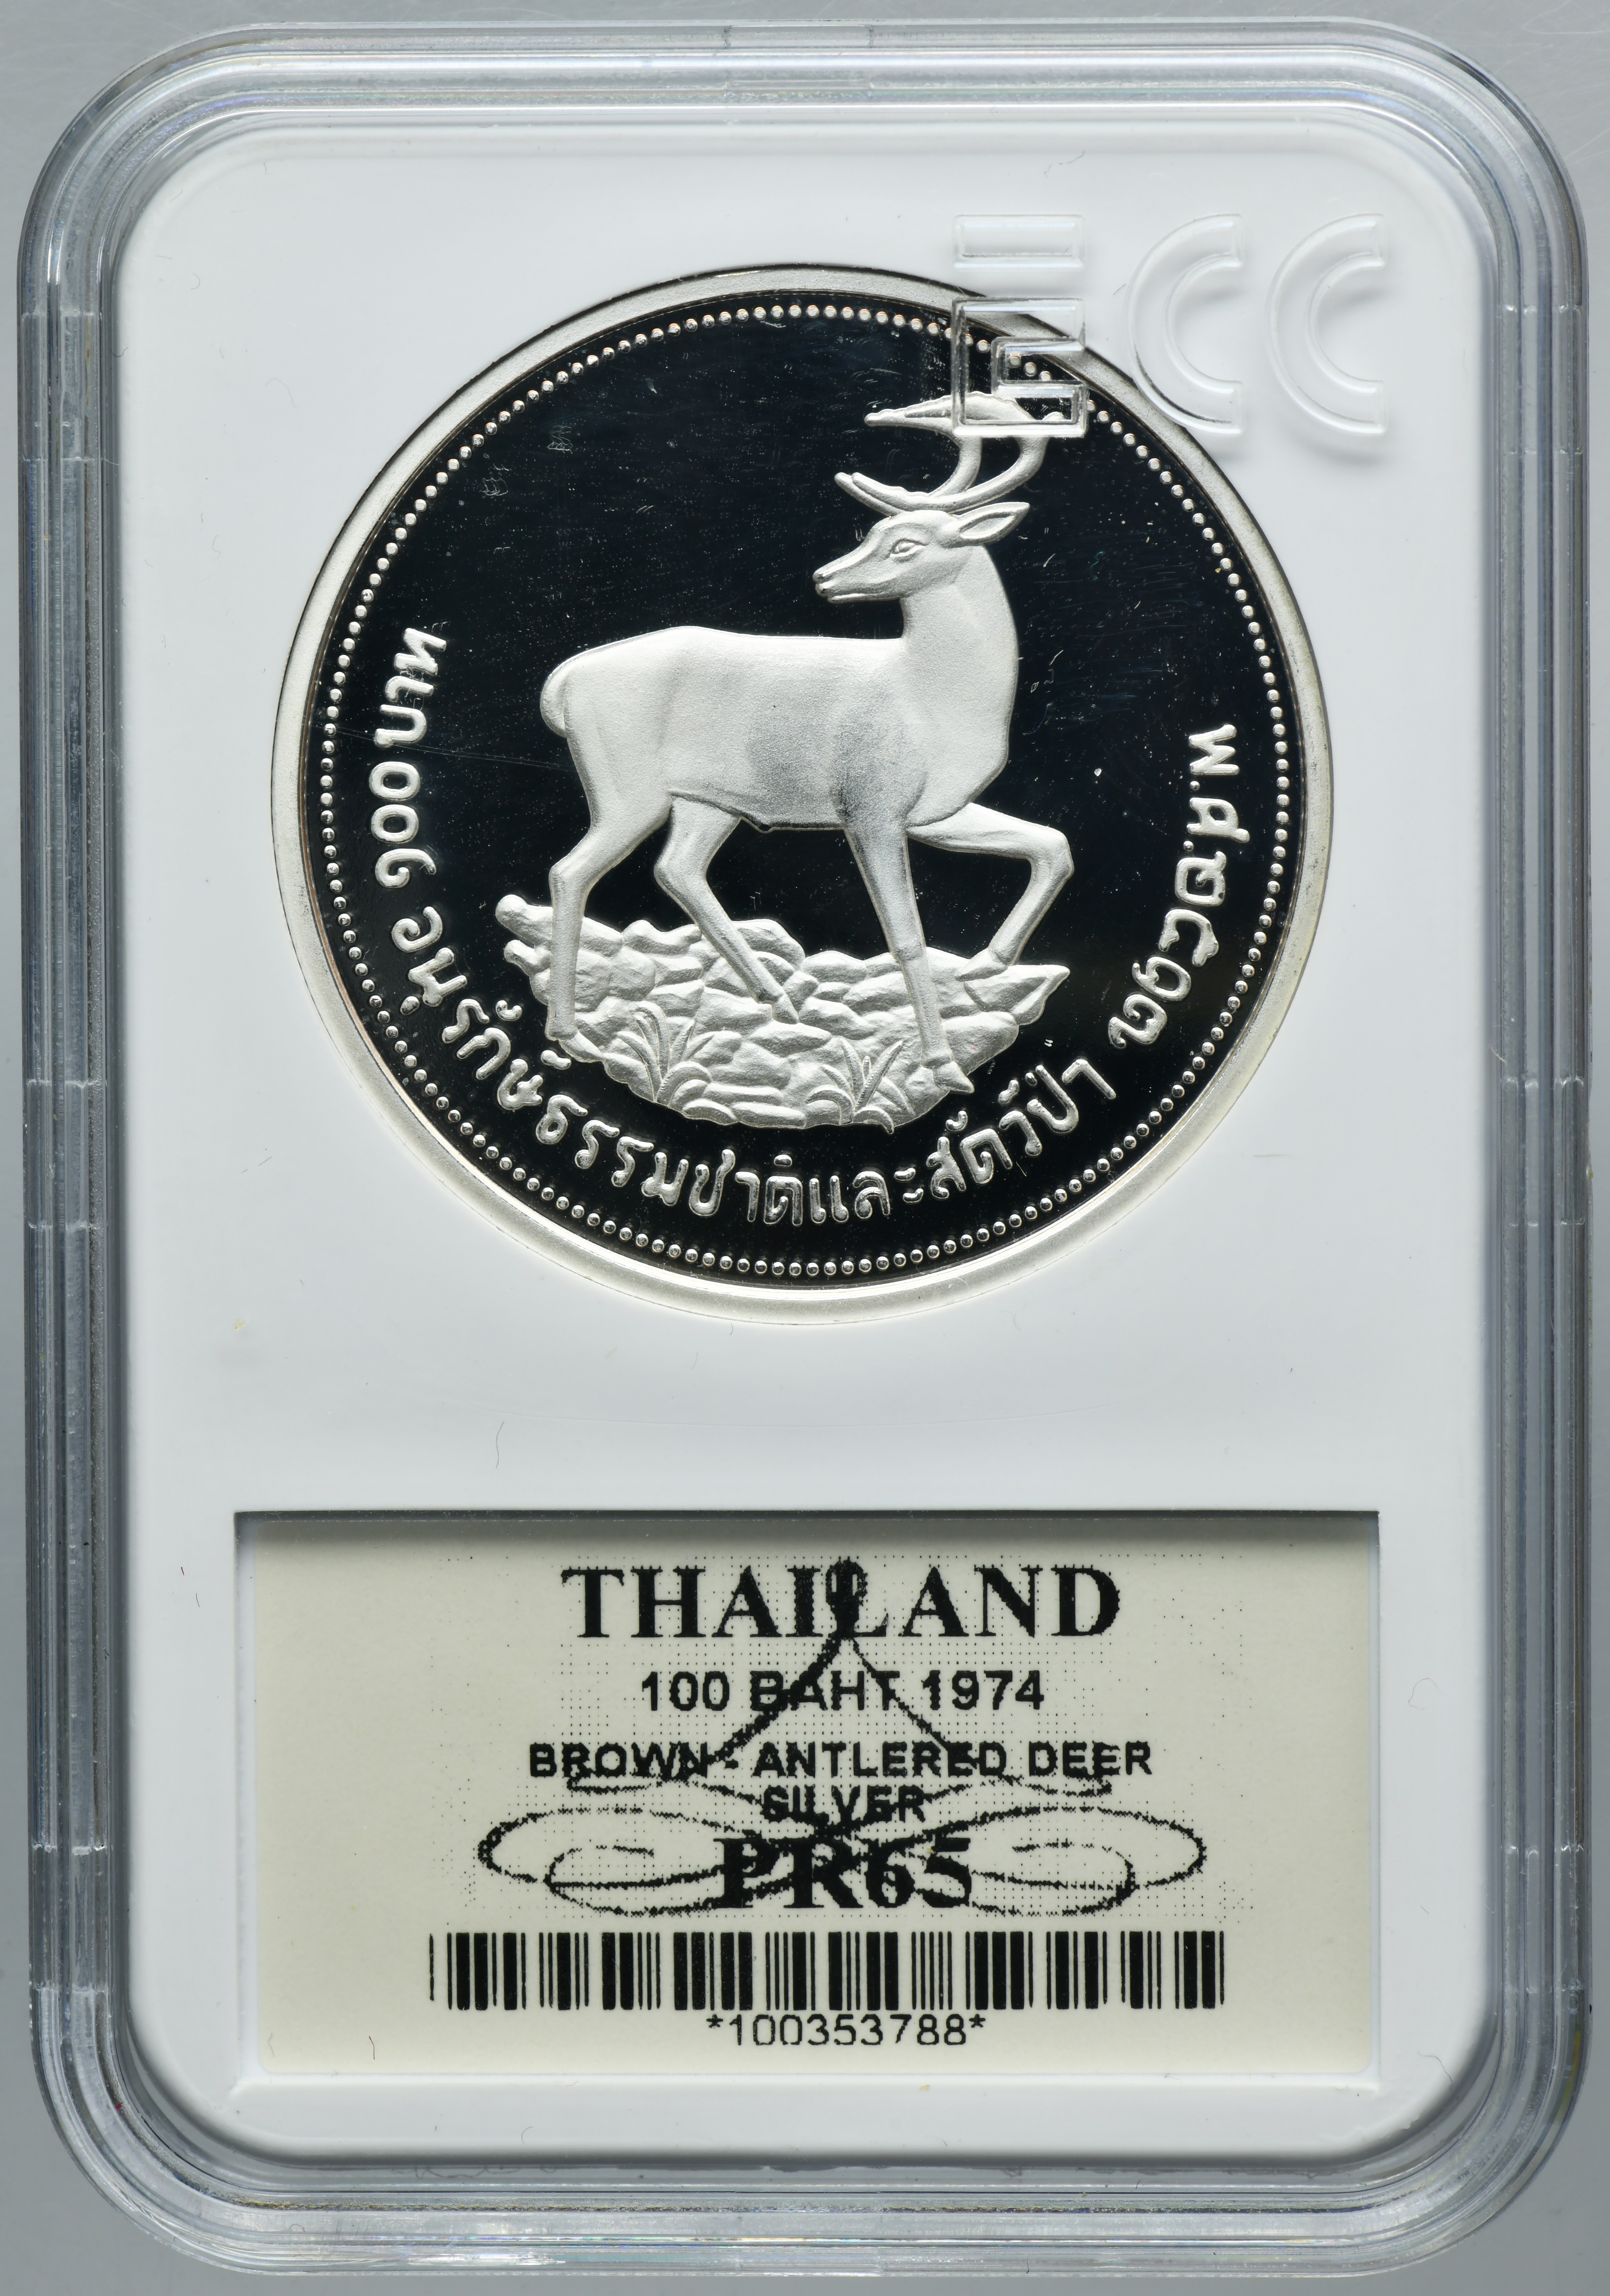 ECC
๑๐๐บาท อนุรักษ์ธรรมชาติและสัตว์ป่า พ.ศ.๒๕๑๗
THAILAND
100 BAHT 1974
BROWN - ANTLERED DEER
SILVER
PR65
*100353788*